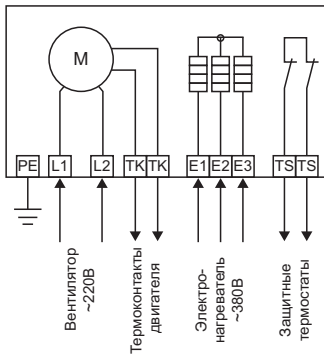 M
PE L1 L2 TK TK E1 E2 E3 TS TS
Вентилятор
~220В
Термоконтакты
двигателя
Электро-
нагреватель
~380В
Защитные
термостаты